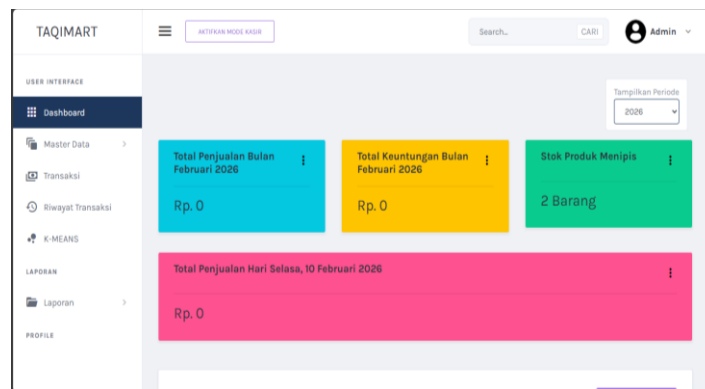 TAQIMART
AKTIFKAN MODE KASIR
Search..
CARI
Admin
USER INTERFACE
Dashboard
Master Data
Transaksi
Riwayat Transaksi
K-MEANS
LAPORAN
Laporan
PROFILE
Tampilkan Periode
2026
Total Penjualan Bulan
Februari 2026
Rp. 0
Total Keuntungan Bulan
Februari 2026
Rp. 0
Stok Produk Menipis
2 Barang
Total Penjualan Hari Selasa, 10 Februari 2026
Rp. 0